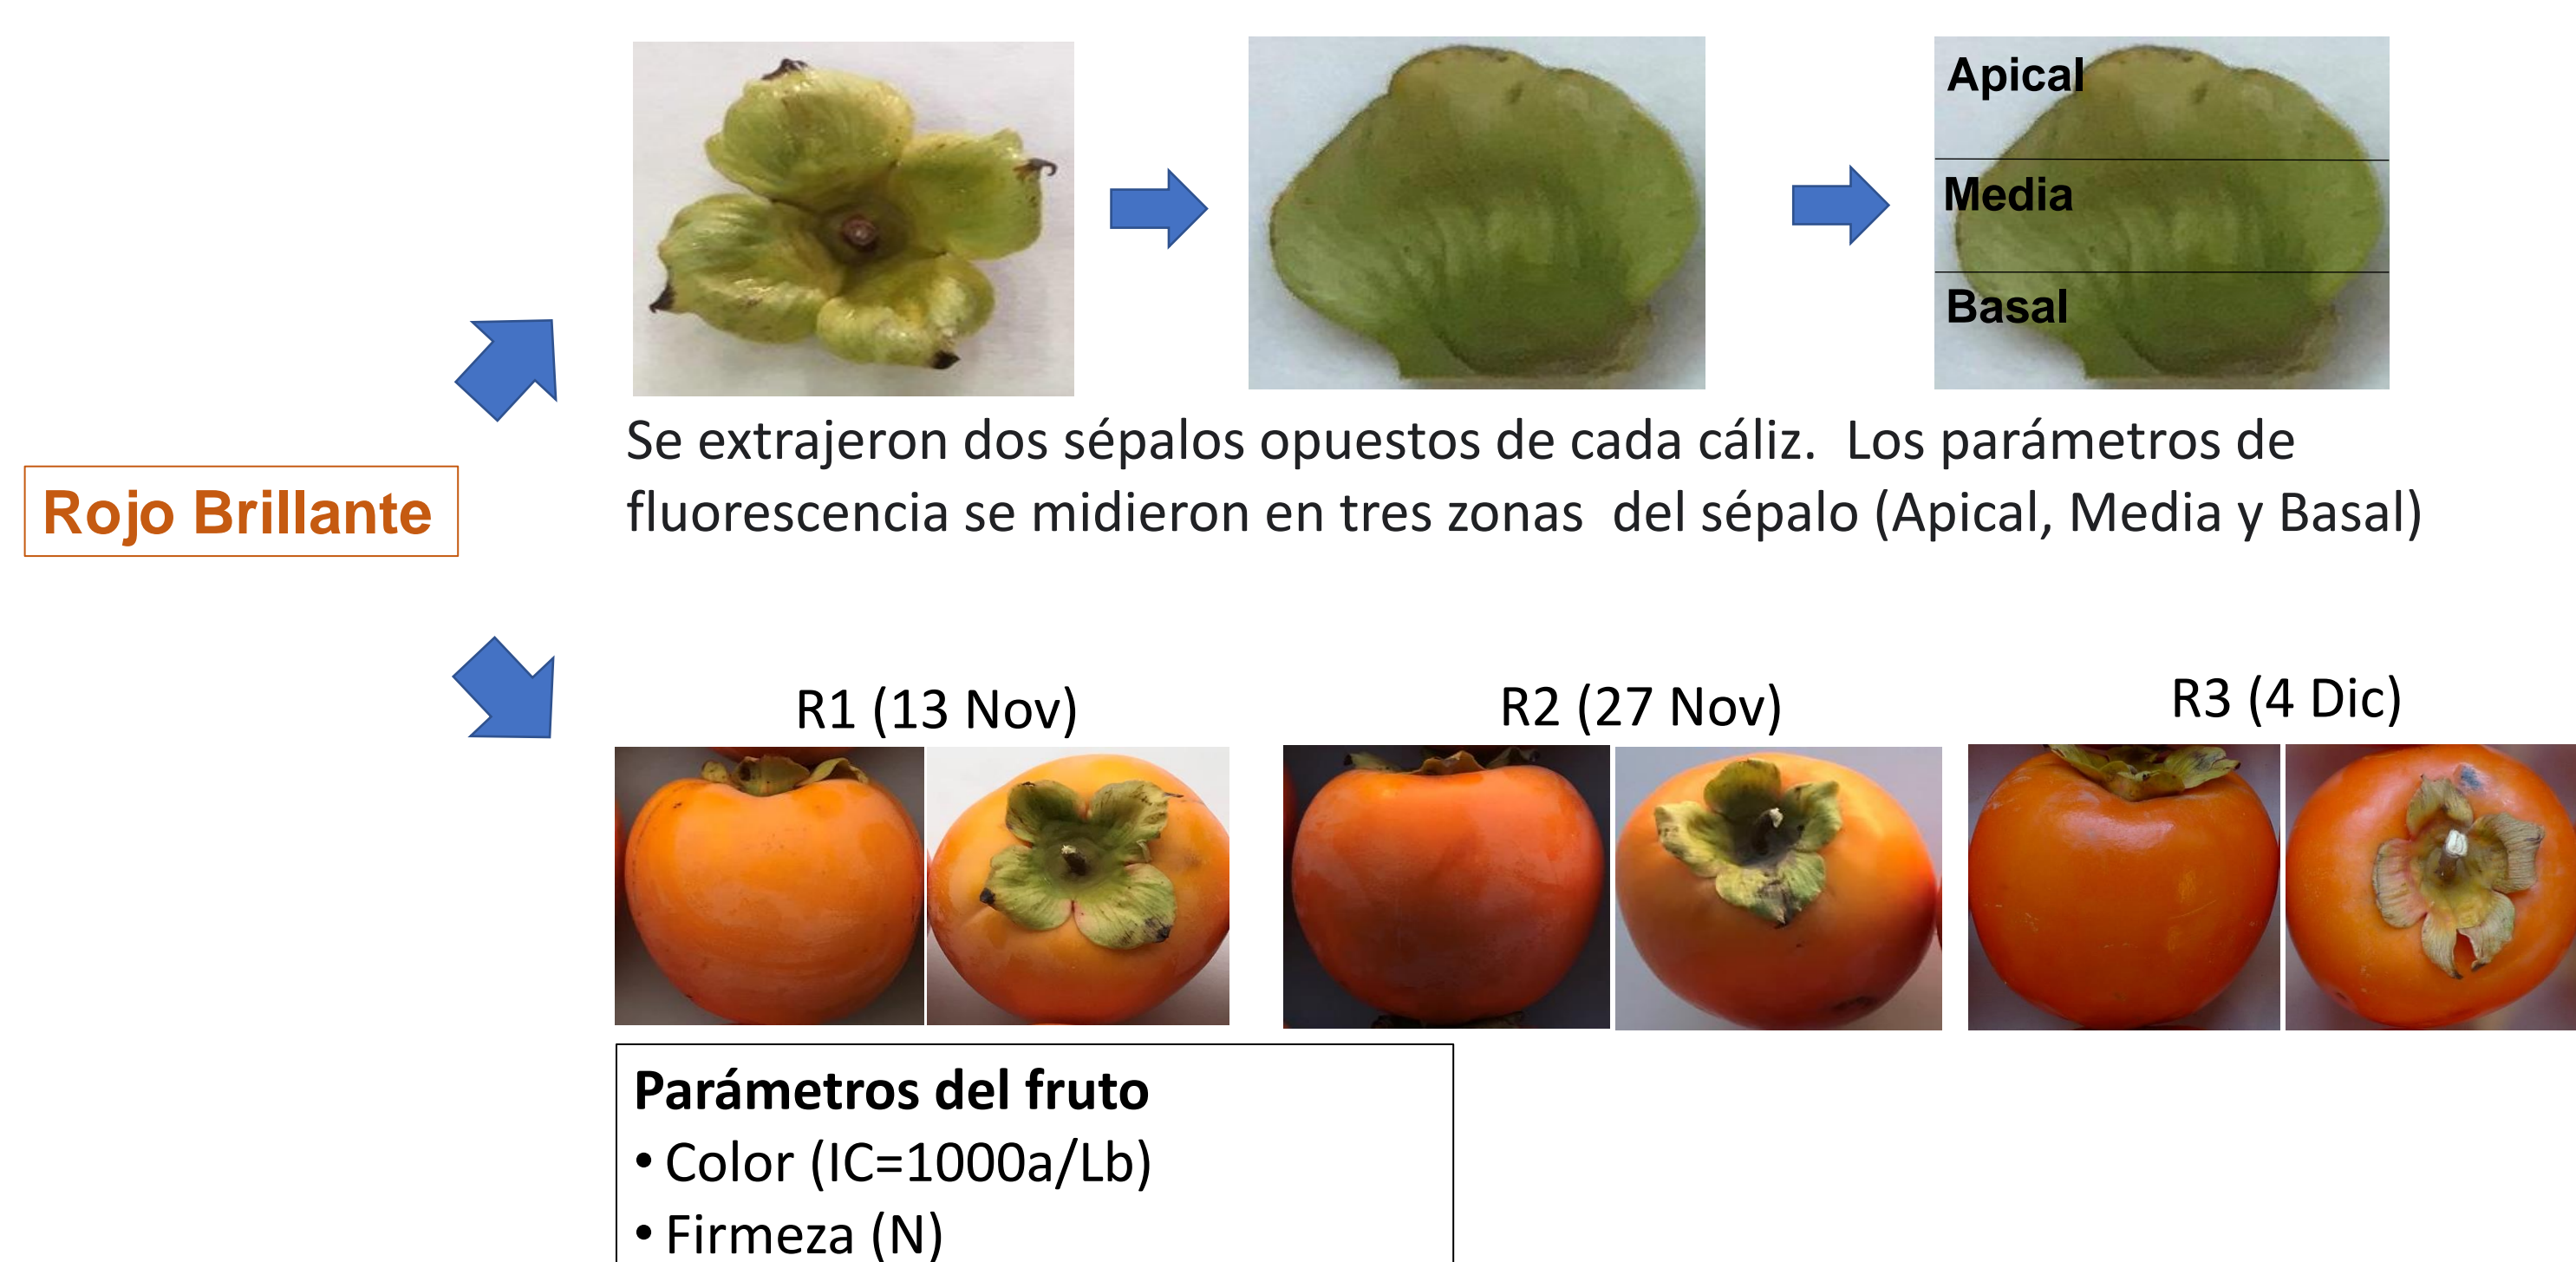 Apical
Media
Basal
Se extrajeron dos sépalos opuestos de cada cáliz. Los parámetros de
fluorescencia se midieron en tres zonas del sépalo (Apical, Media y Basal)
Rojo Brillante
R1 (13 Nov)
R2 (27 Nov)
R3 (4 Dic)
Parámetros del fruto
• Color (IC=1000a/Lb)
• Firmeza (N)